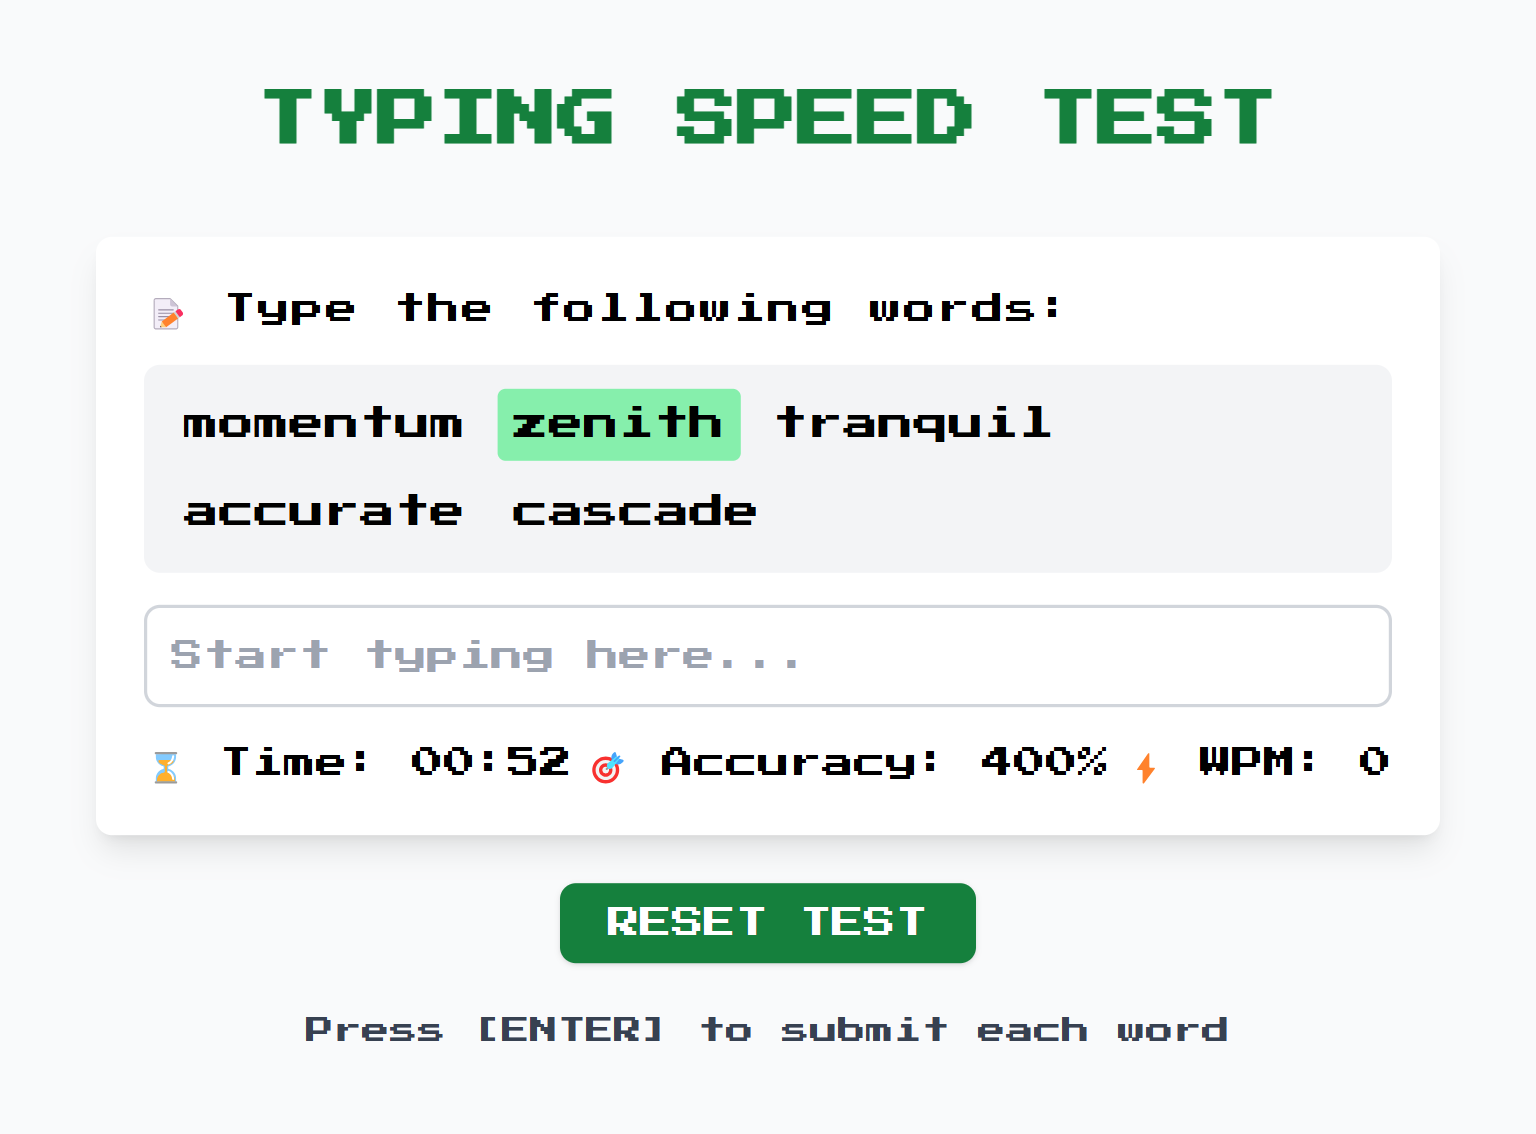 TYPING SPEED TEST
Type the following words:
momentum zenith tranquil
accurate cascade
Start typing here...
Time: 00:52 Accuracy: 400% WPM: 0
RESET TEST
Press [ENTER] to submit each word